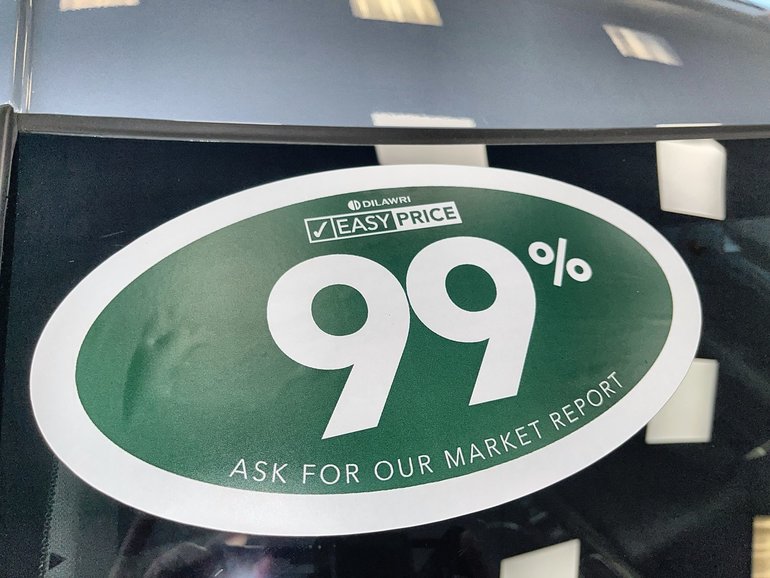 DILAWRI
✓ EASY PRICE
99%
ASK FOR OUR MARKET REPORT